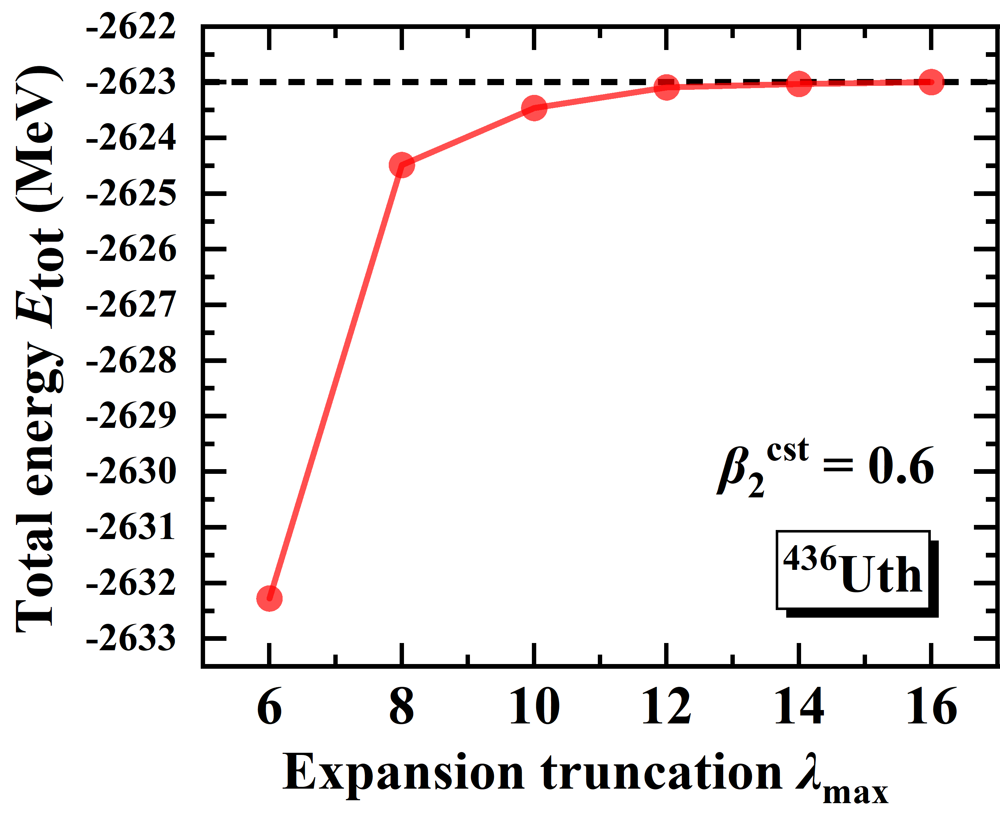 Total energy Etot (MeV)
-2622
-2623
-2624
-2625
-2626
-2627
-2628
-2629
-2630
-2631
-2632
-2633
β₂ᶜˢᵗ = 0.6
⁴³⁶Uth
6 8 10 12 14 16
Expansion truncation λmax